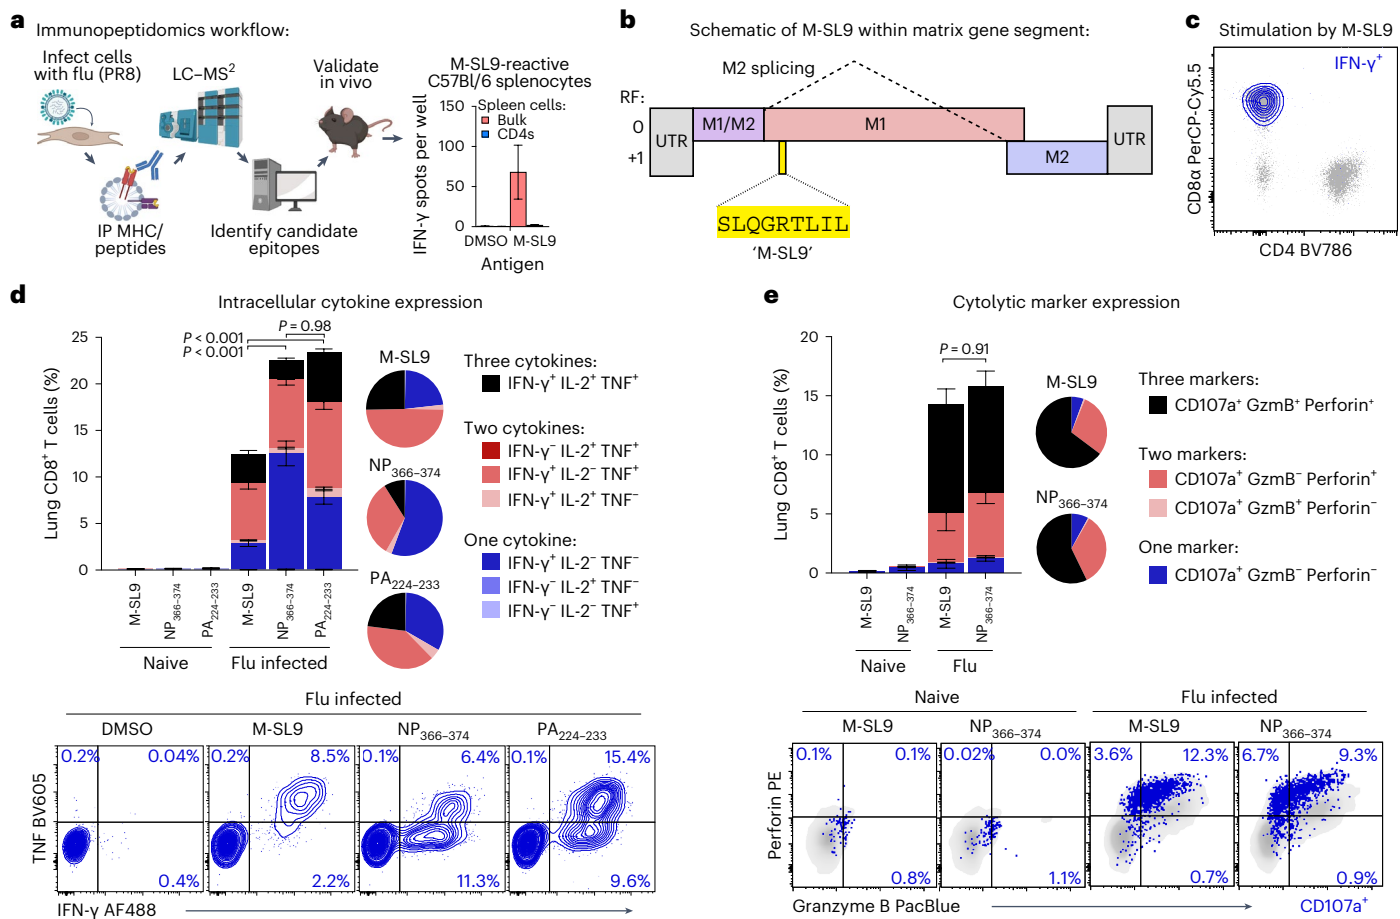 a
Immunopeptidomics workflow:
Infect cells
with flu (PR8)
LC–MS²
Validate
in vivo
IP MHC/
peptides
Identify candidate
epitopes
M-SL9-reactive
C57Bl/6 splenocytes
IFN-γ spots per well
150
100
50
0
Spleen cells:
Bulk
CD4s
DMSO M-SL9
Antigen
b
Schematic of M-SL9 within matrix gene segment:
M2 splicing
RF:
0
+1
UTR
M1/M2
M1
M2
UTR
SLQGRTLIL
‘M-SL9’
c
Stimulation by M-SL9
IFN-γ⁺
CD8α PerCP-Cy5.5
CD4 BV786
d
Intracellular cytokine expression
Lung CD8⁺ T cells (%)
25
20
15
10
5
0
P = 0.98
P < 0.001
P < 0.001
M-SL9
NP₃₆₆₋₃₇₄
PA₂₂₄₋₂₃₃
M-SL9
NP₃₆₆₋₃₇₄
PA₂₂₄₋₂₃₃
Naive
Flu infected
M-SL9
NP₃₆₆₋₃₇₄
PA₂₂₄₋₂₃₃
Three cytokines:
IFN-γ⁺ IL-2⁺ TNF⁺
Two cytokines:
IFN-γ⁻ IL-2⁺ TNF⁺
IFN-γ⁺ IL-2⁻ TNF⁺
IFN-γ⁺ IL-2⁺ TNF⁻
One cytokine:
IFN-γ⁺ IL-2⁻ TNF⁻
IFN-γ⁻ IL-2⁺ TNF⁻
IFN-γ⁻ IL-2⁻ TNF⁺
Flu infected
DMSO
M-SL9
NP₃₆₆₋₃₇₄
PA₂₂₄₋₂₃₃
TNF BV605
0.2% 0.04%
0.4%
0.2% 8.5%
2.2%
0.1% 6.4%
11.3%
0.1% 15.4%
9.6%
IFN-γ AF488
e
Cytolytic marker expression
Lung CD8⁺ T cells (%)
20
15
10
5
0
P = 0.91
M-SL9
NP₃₆₆₋₃₇₄
M-SL9
NP₃₆₆₋₃₇₄
Naive
Flu
M-SL9
NP₃₆₆₋₃₇₄
Three markers:
CD107a⁺ GzmB⁺ Perforin⁺
Two markers:
CD107a⁺ GzmB⁻ Perforin⁺
CD107a⁺ GzmB⁺ Perforin⁻
One marker:
CD107a⁺ GzmB⁻ Perforin⁻
Naive
Flu infected
M-SL9
NP₃₆₆₋₃₇₄
M-SL9
NP₃₆₆₋₃₇₄
Perforin PE
0.1% 0.1%
0.8%
0.02% 0.0%
1.1%
3.6% 12.3%
0.7%
6.7% 9.3%
0.9%
Granzyme B PacBlue
CD107a⁺